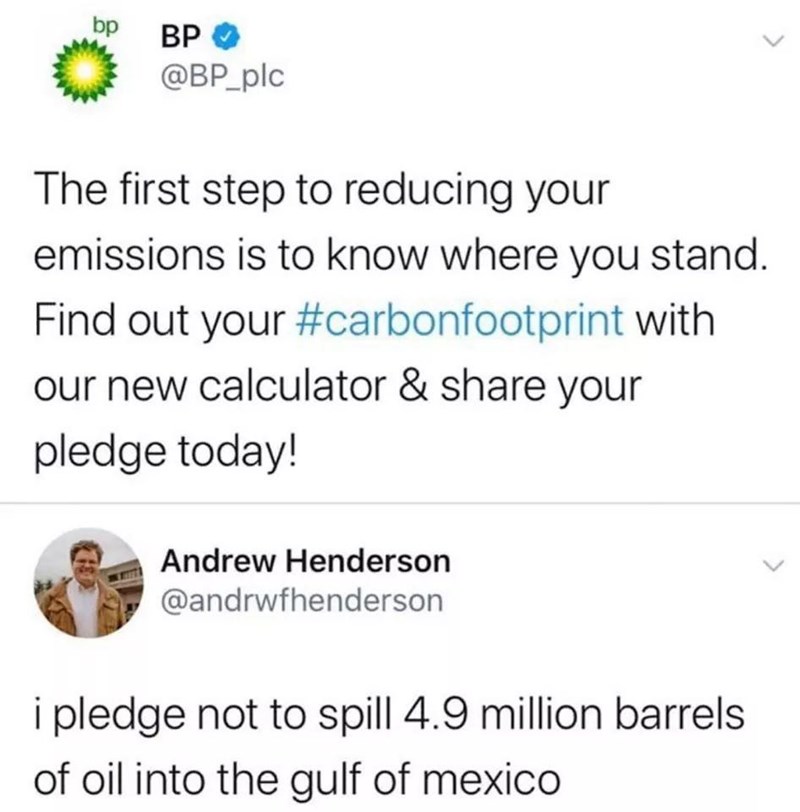 bp
BP
@BP_plc
The first step to reducing your
emissions is to know where you stand.
Find out your #carbonfootprint with
our new calculator & share your
pledge today!
Andrew Henderson
@andrwfhenderson
i pledge not to spill 4.9 million barrels
of oil into the gulf of mexico